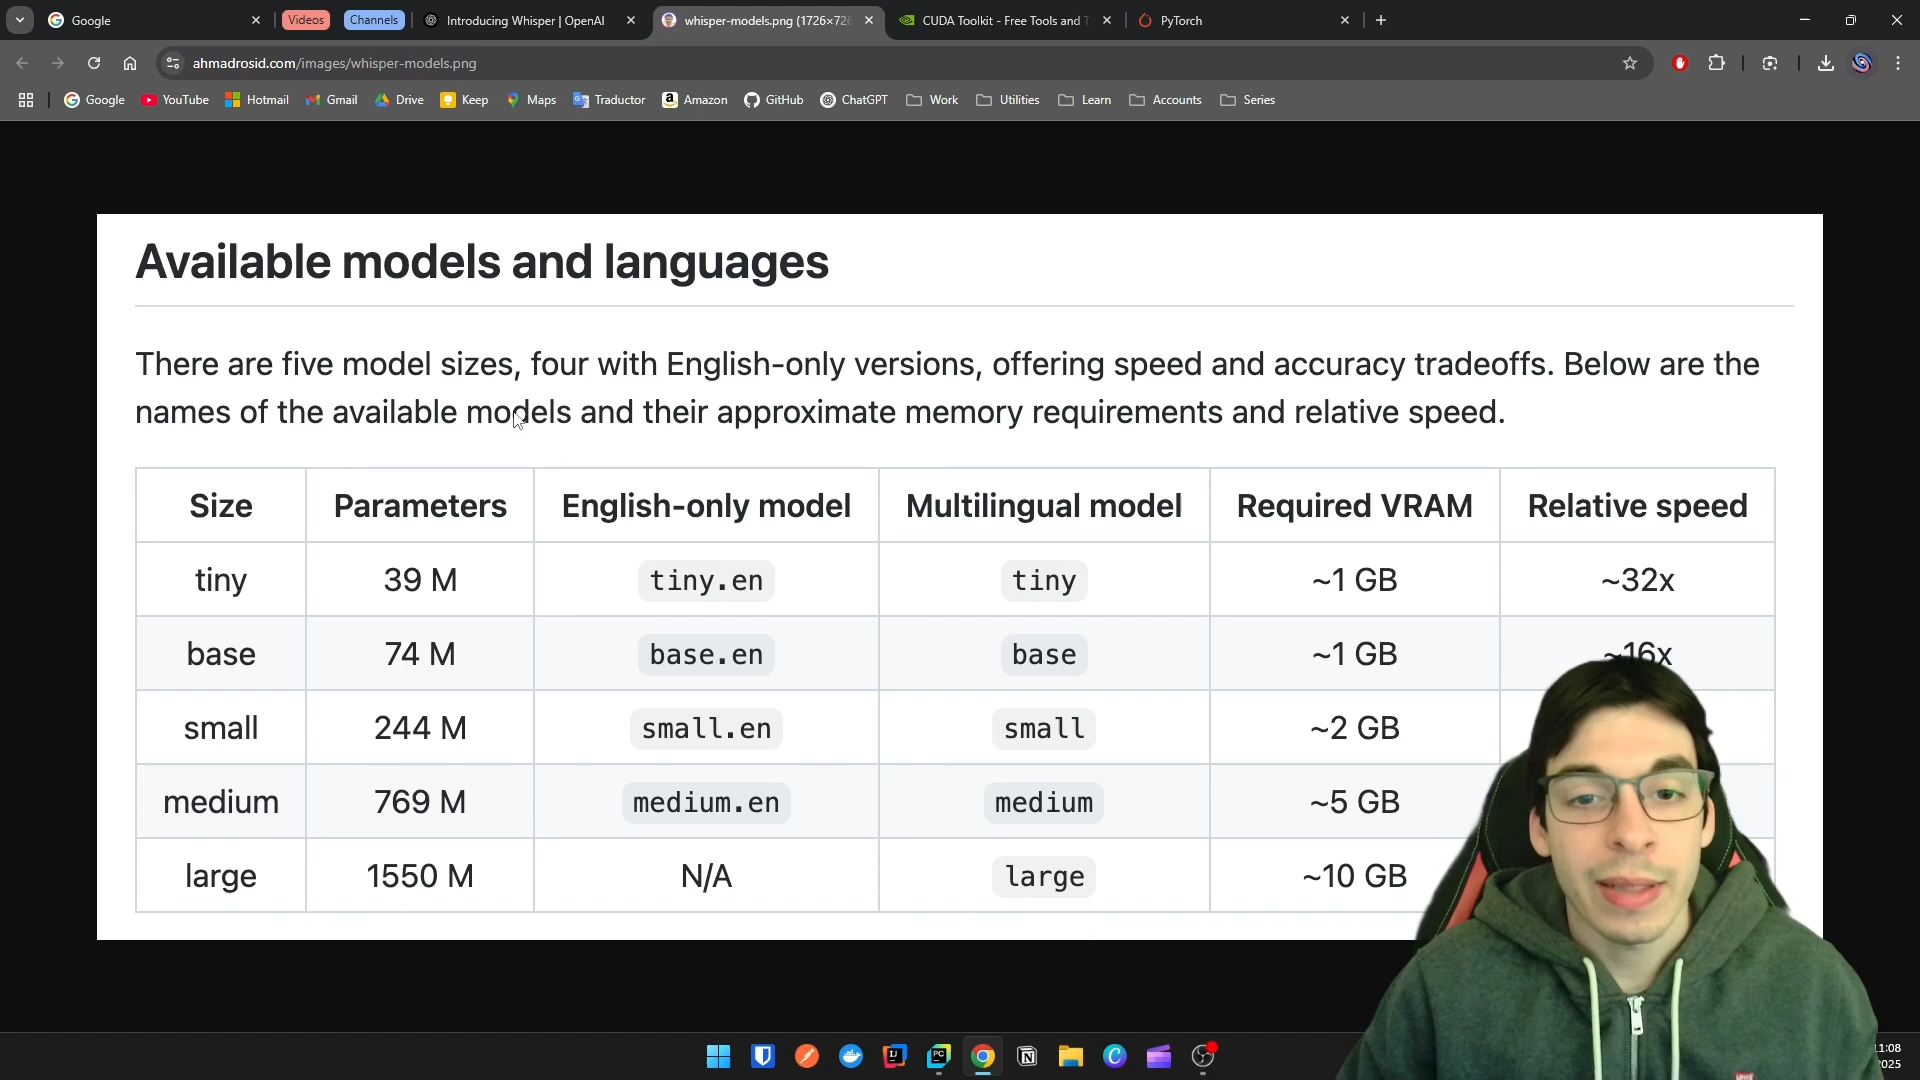 Google
Videos
Channels
Introducing Whisper | OpenAI
whisper-models.png (1726×726
CUDA Toolkit - Free Tools and T
PyTorch
ahmadrosid.com/images/whisper-models.png
Google
YouTube
Hotmail
Gmail
Drive
Keep
Maps
Traductor
Amazon
GitHub
ChatGPT
Work
Utilities
Learn
Accounts
Series
Available models and languages
There are five model sizes, four with English-only versions, offering speed and accuracy tradeoffs. Below are the
names of the available models and their approximate memory requirements and relative speed.
Size Parameters English-only model Multilingual model Required VRAM Relative speed
tiny 39 M tiny.en tiny ~1 GB ~32x
base 74 M base.en base ~1 GB ~16x
small 244 M small.en small ~2 GB
medium 769 M medium.en medium ~5 GB
large 1550 M N/A large ~10 GB
1:08
025